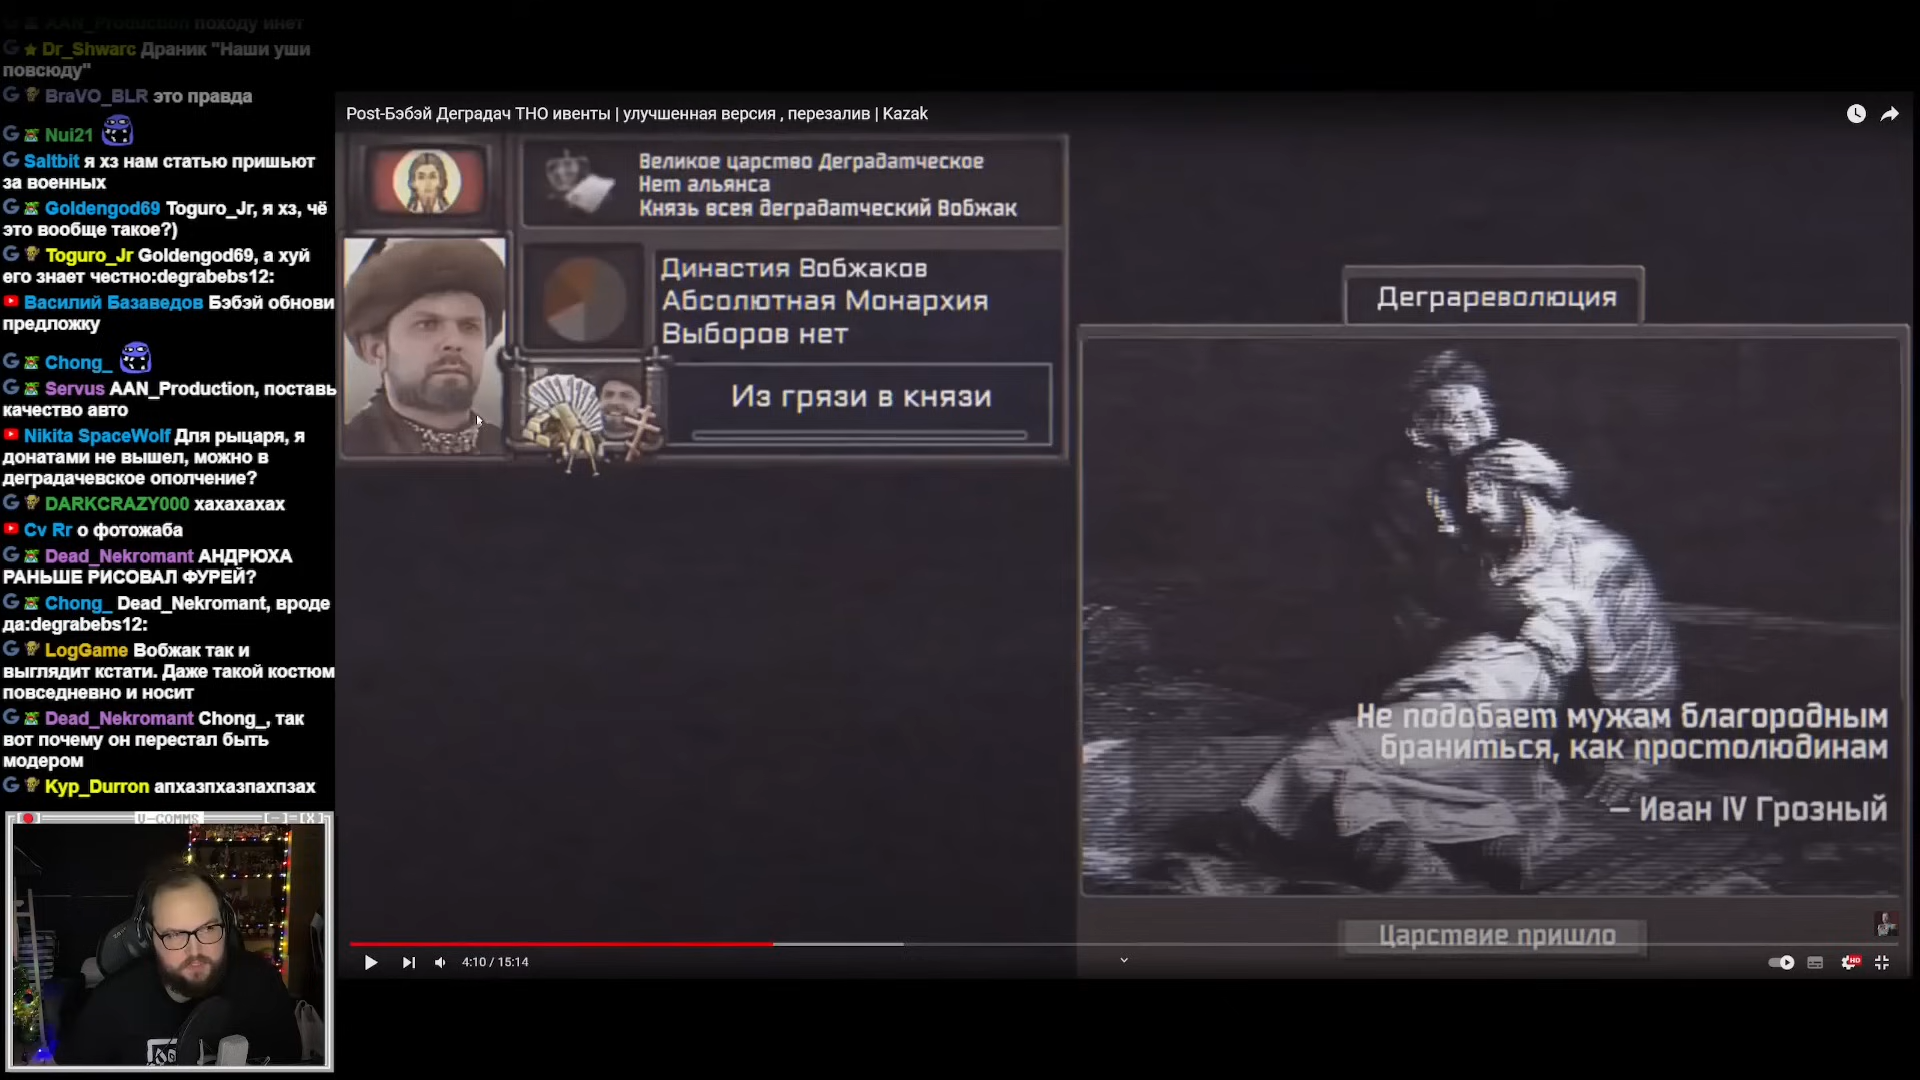 AAN_Production походу инет
Dr_Shwarc Драник "Наши уши
повсюду"
BraVO_BLR это правда
Nui21
Saltbit я хз нам статью пришьют
за военных
Goldengod69 Toguro_Jr, я хз, чё
это вообще такое?)
Toguro_Jr Goldengod69, а хуй
его знает честно:degrabebs12:
Василий Базаведов Бэбэй обнови
предложку
Chong_
Servus AAN_Production, поставь
качество авто
Nikita SpaceWolf Для рыцаря, я
донатами не вышел, можно в
деградачевское ополчение?
DARKCRAZY000 хахахахах
Cv Rr о фотожаба
Dead_Nekromant АНДРЮХА
РАНЬШЕ РИСОВАЛ ФУРЕЙ?
Chong_ Dead_Nekromant, вроде
да:degrabebs12:
LogGame Вобжак так и
выглядит кстати. Даже такой костюм
повседневно и носит
Dead_Nekromant Chong_, так
вот почему он перестал быть
модером
Kyp_Durron апхазпхазпахпзах
V-COMMS
Post-Бэбэй Деградач ТНО ивенты | улучшенная версия , перезалив | Kazak
Великое царство Деградатческое
Нет альянса
Князь всея деградатческий Вобжак
Династия Вобжаков
Абсолютная Монархия
Выборов нет
Из грязи в князи
Деграреволюция
Не подобает мужам благородным
браниться, как простолюдинам
– Иван IV Грозный
Царствие пришло
4:10 / 15:14
HD